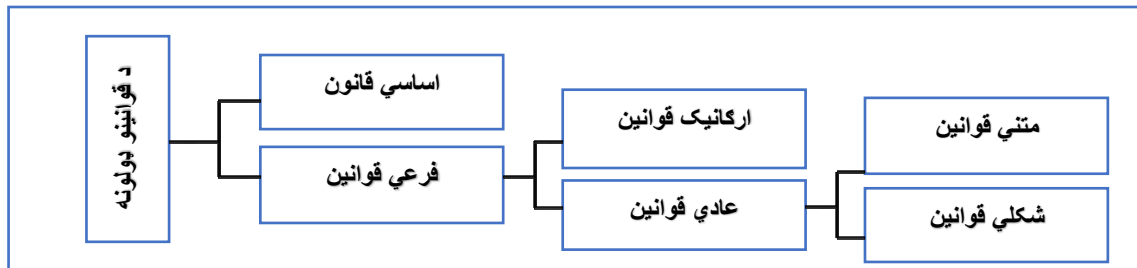 د قوانینو ډولونه
اساسي قانون
فرعي قوانین
ارګانیک قوانین
عادي قوانین
متني قوانین
شکلي قوانین